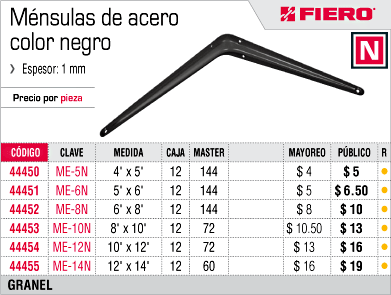 Ménsulas de acero
color negro
FIERO®
Espesor: 1 mm
N
Precio por pieza
CÓDIGO CLAVE MEDIDA CAJA MASTER MAYOREO PÚBLICO R
44450 ME-5N 4' x 5' 12 144 $ 4 $ 5
44451 ME-6N 5' x 6' 12 144 $ 5 $ 6.50
44452 ME-8N 6' x 8' 12 144 $ 8 $ 10
44453 ME-10N 8' x 10' 12 72 $ 10.50 $ 13
44454 ME-12N 10' x 12' 12 72 $ 13 $ 16
44455 ME-14N 12' x 14' 12 60 $ 16 $ 19
GRANEL